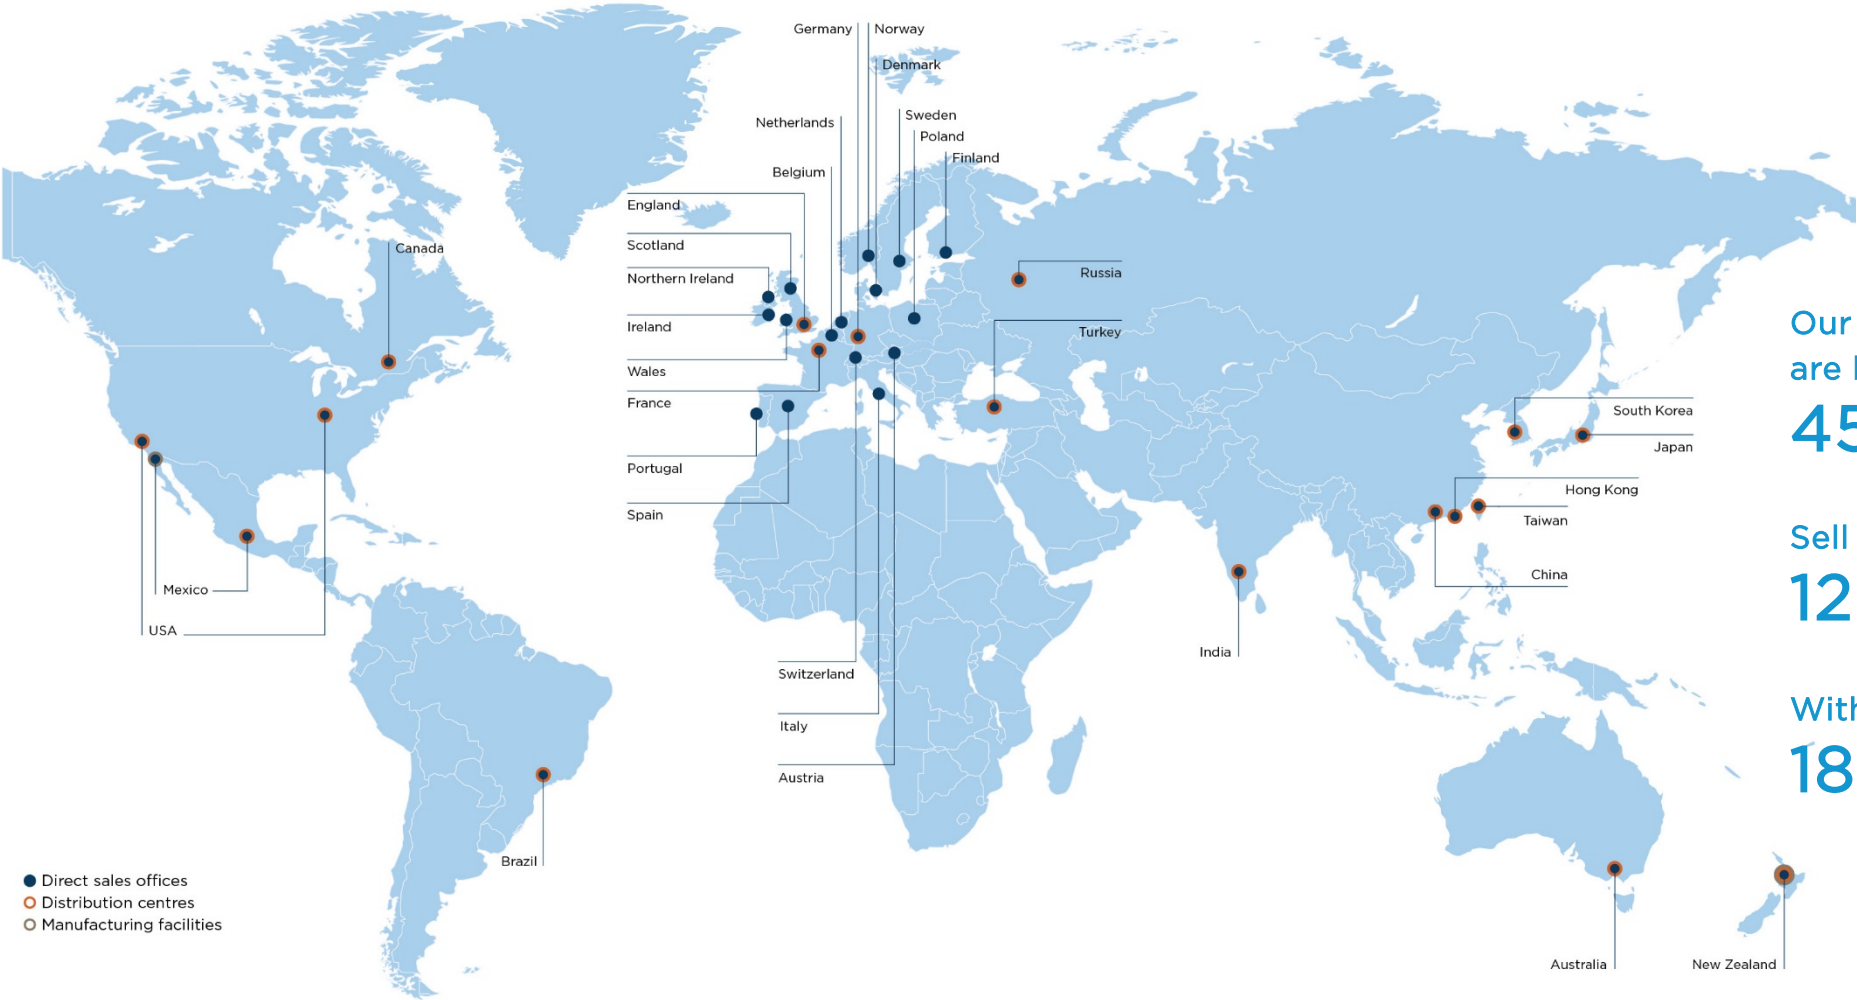 Germany
Norway
Denmark
Netherlands
Sweden
Poland
Finland
Belgium
England
Scotland
Northern Ireland
Ireland
Wales
France
Portugal
Spain
Canada
Russia
Turkey
South Korea
Japan
Hong Kong
Taiwan
China
India
Mexico
USA
Switzerland
Italy
Austria
Brazil
Australia
New Zealand
Direct sales offices
Distribution centres
Manufacturing facilities
Our
are
45
Sell
12
With
18